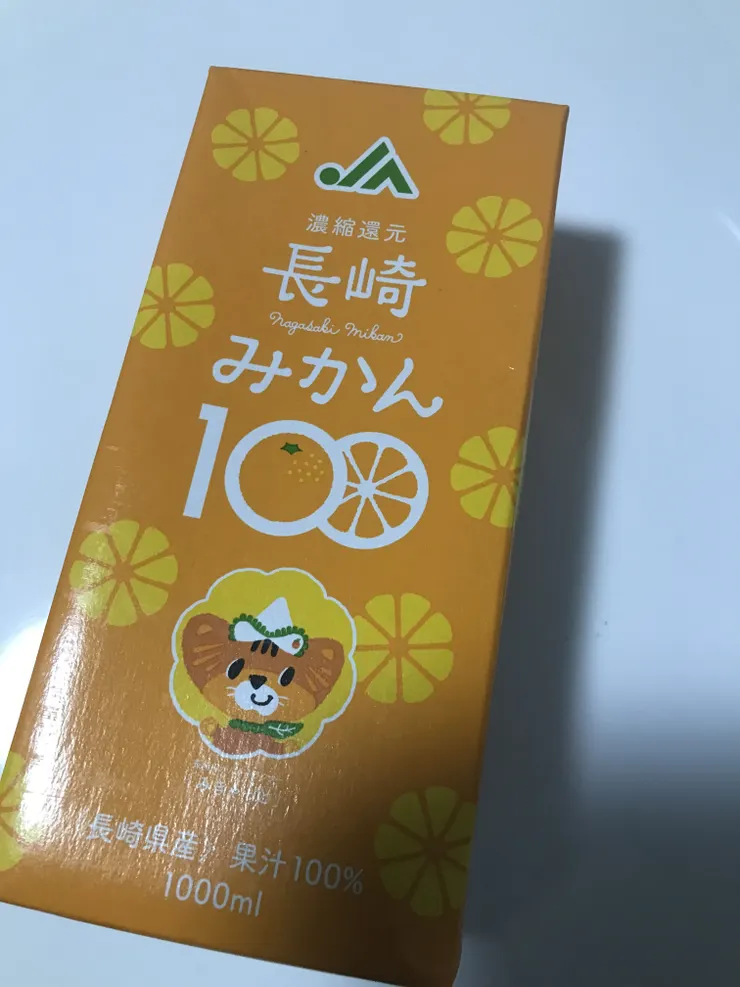 JA
濃縮還元
長崎
Nagasaki Mikan
みかん
100
長崎県産 果汁100%
1000ml